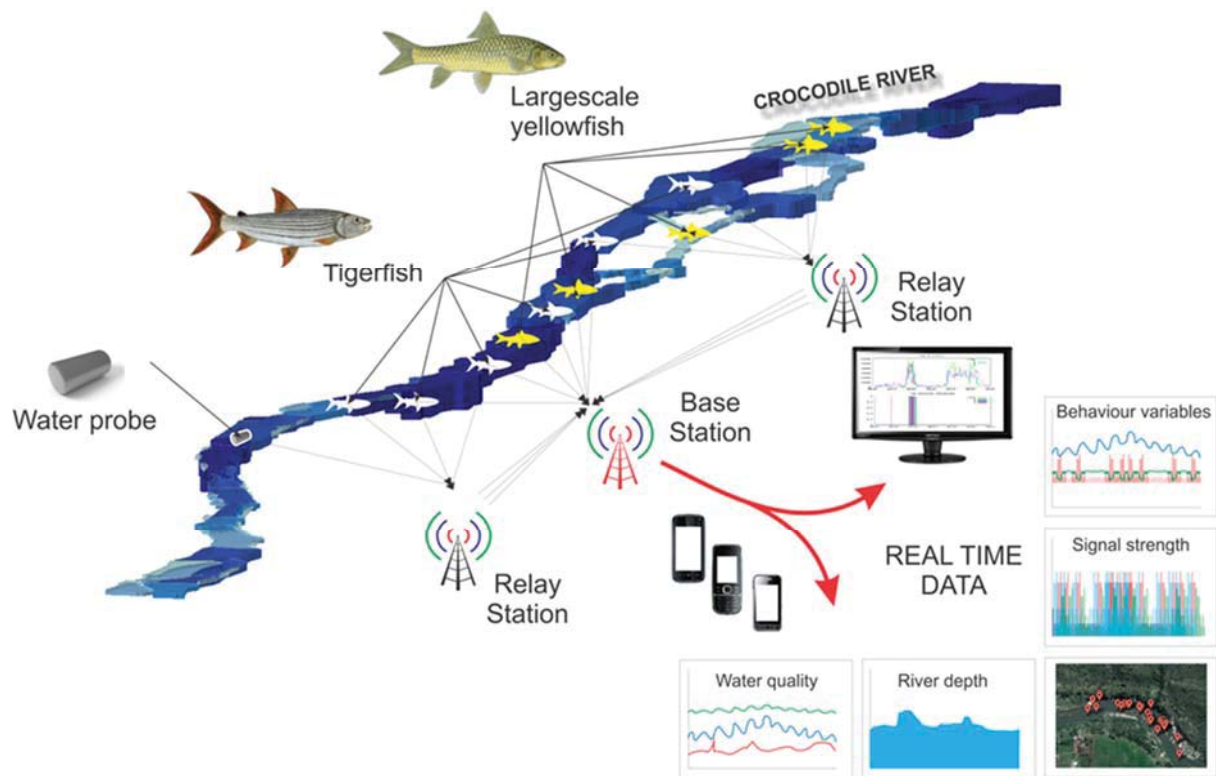 CROCODILE RIVER
Largescale
yellowfish
Tigerfish
Relay
Station
Water probe
Base
Station
Behaviour variables
Relay
Station
REAL TIME
DATA
Signal strength
Water quality
River depth